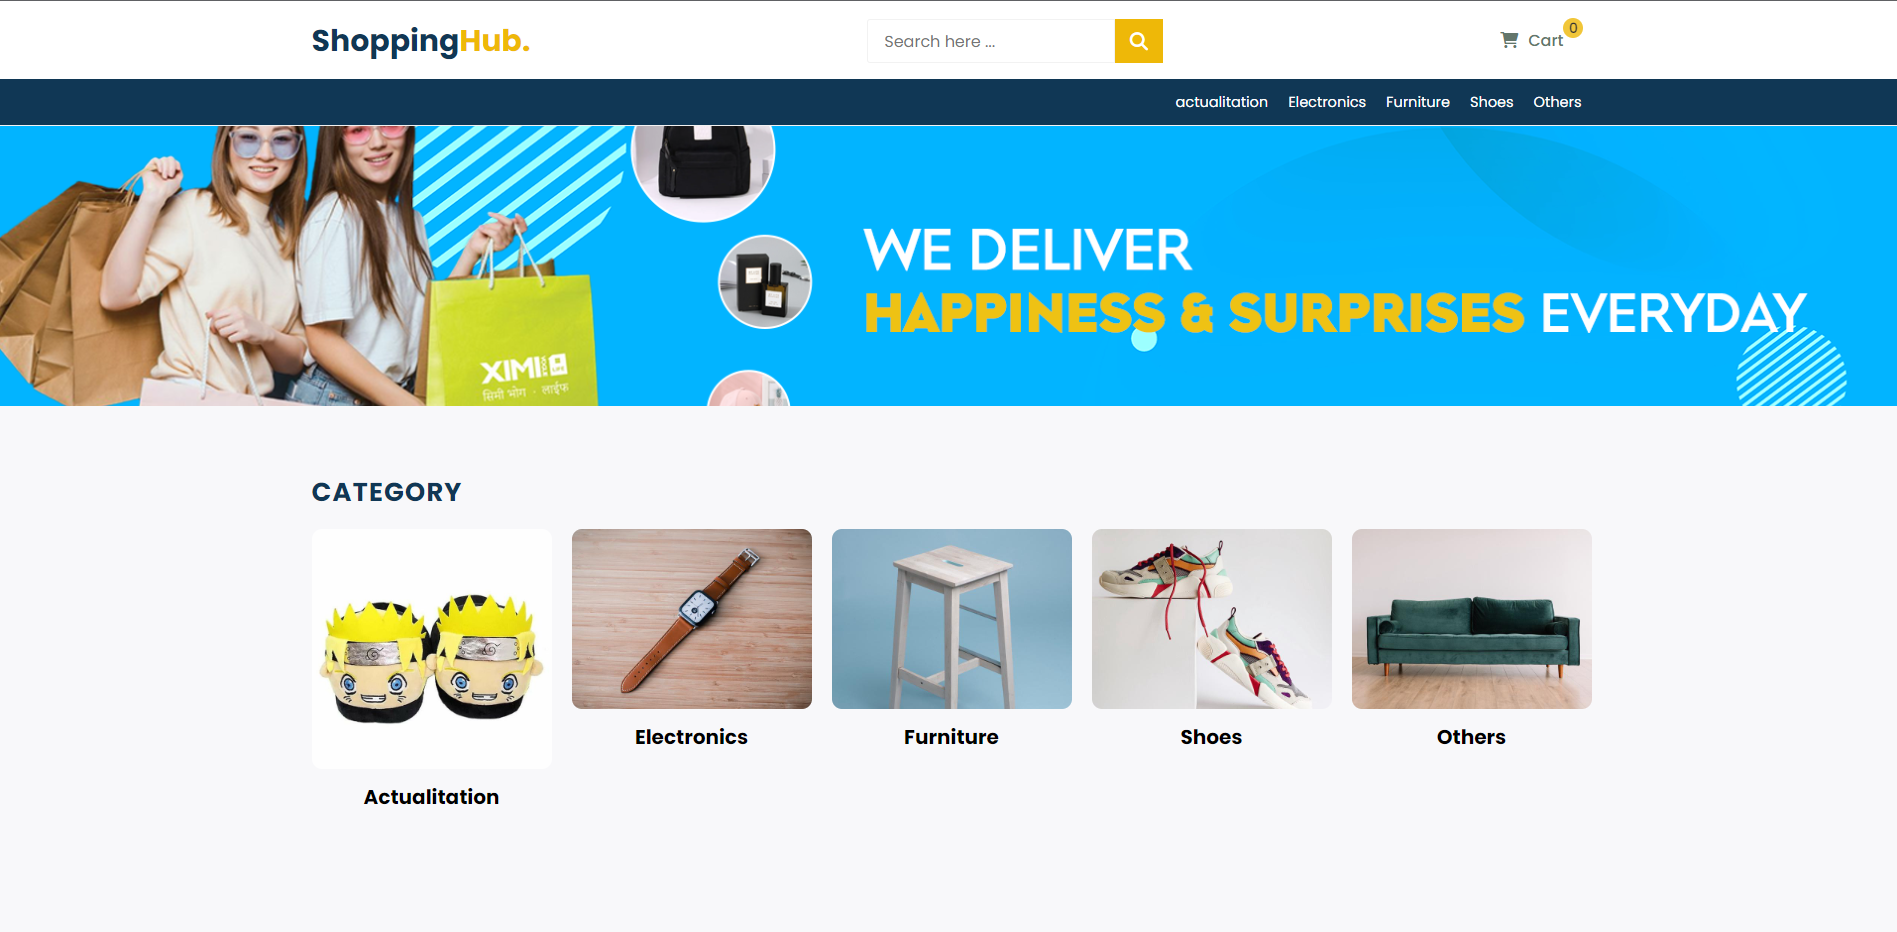 ShoppingHub.
Search here ...
Cart
0
actualitation Electronics Furniture Shoes Others
WE DELIVER
HAPPINESS & SURPRISES EVERYDAY
XIMI
सिमी भोग - लाईफ
CATEGORY
Actualitation
Electronics
Furniture
Shoes
Others